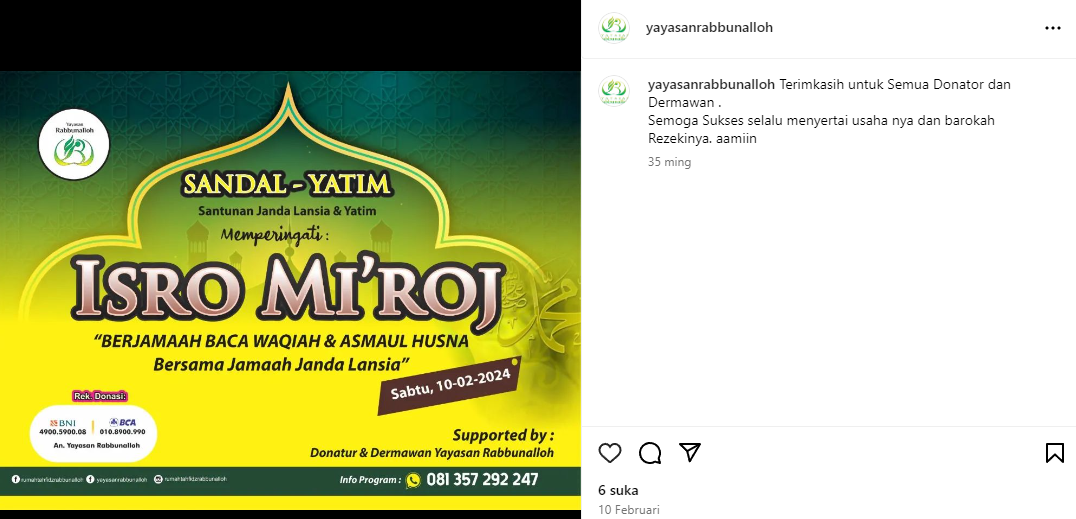 Yayasan
Rabbunalloh
SANDAL - YATIM
Santunan Janda Lansia & Yatim
Memperingati :
ISRO MI'ROJ
“BERJAMAAH BACA WAQIAH & ASMAUL HUSNA
Bersama Jamaah Janda Lansia”
Sabtu, 10-02-2024
Rek. Donasi:
BNI | BCA
4900.5900.08 010.8900.990
An. Yayasan Rabbunalloh
Supported by :
Donatur & Dermawan Yayasan Rabbunalloh
rumahtahfidzrabbunalloh yayasanrabbunalloh rumahtahfidzrabbunalloh Info Program : 081 357 292 247
yayasanrabbunalloh
yayasanrabbunalloh Terimkasih untuk Semua Donator dan
Dermawan .
Semoga Sukses selalu menyertai usaha nya dan barokah
Rezekinya. aamiin
35 ming
6 suka
10 Februari